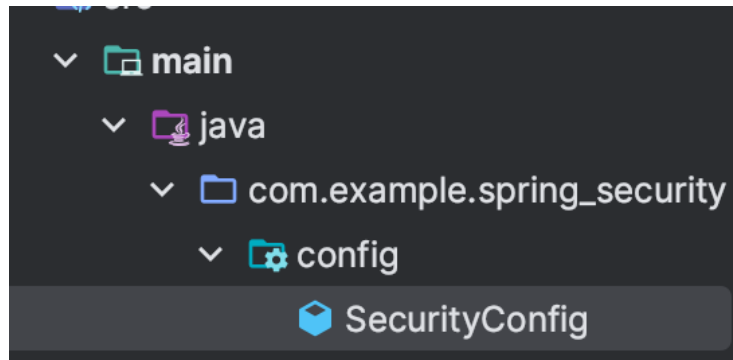 main
java
com.example.spring_security
config
SecurityConfig